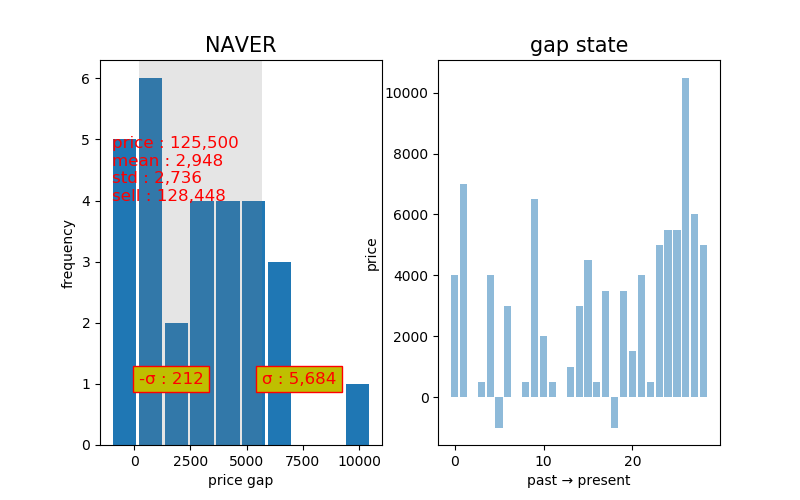 NAVER
6
5
4
3
2
1
0
frequency
price : 125,500
mean : 2,948
std : 2,736
sell : 128,448
-σ : 212
σ : 5,684
0 2500 5000 7500 10000
price gap
gap state
10000
8000
6000
4000
2000
0
price
0 10 20
past → present